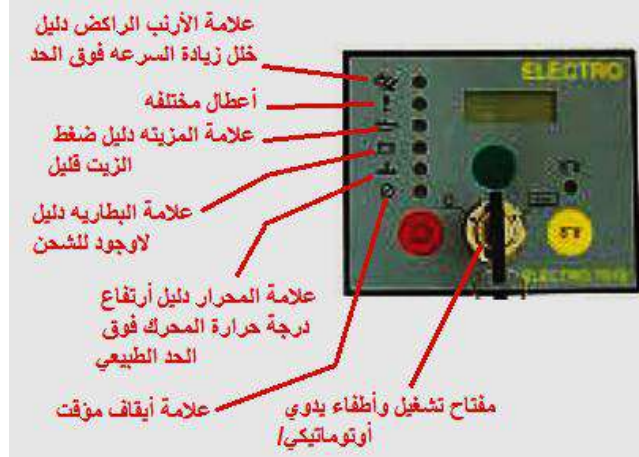 علامة الأرنب الراكض دليل
خلل زيادة السرعه فوق الحد
أعطال مختلفه
علامة المزيته دليل ضغط
الزيت قليل
علامة البطاريه دليل
لاوجود للشحن
علامة المحرار دليل أرتفاع
درجة حرارة المحرك فوق
الحد الطبيعي
علامة أيقاف مؤقت
مفتاح تشغيل وأطفاء يدوي
أوتوماتيكي/
ELECTRO